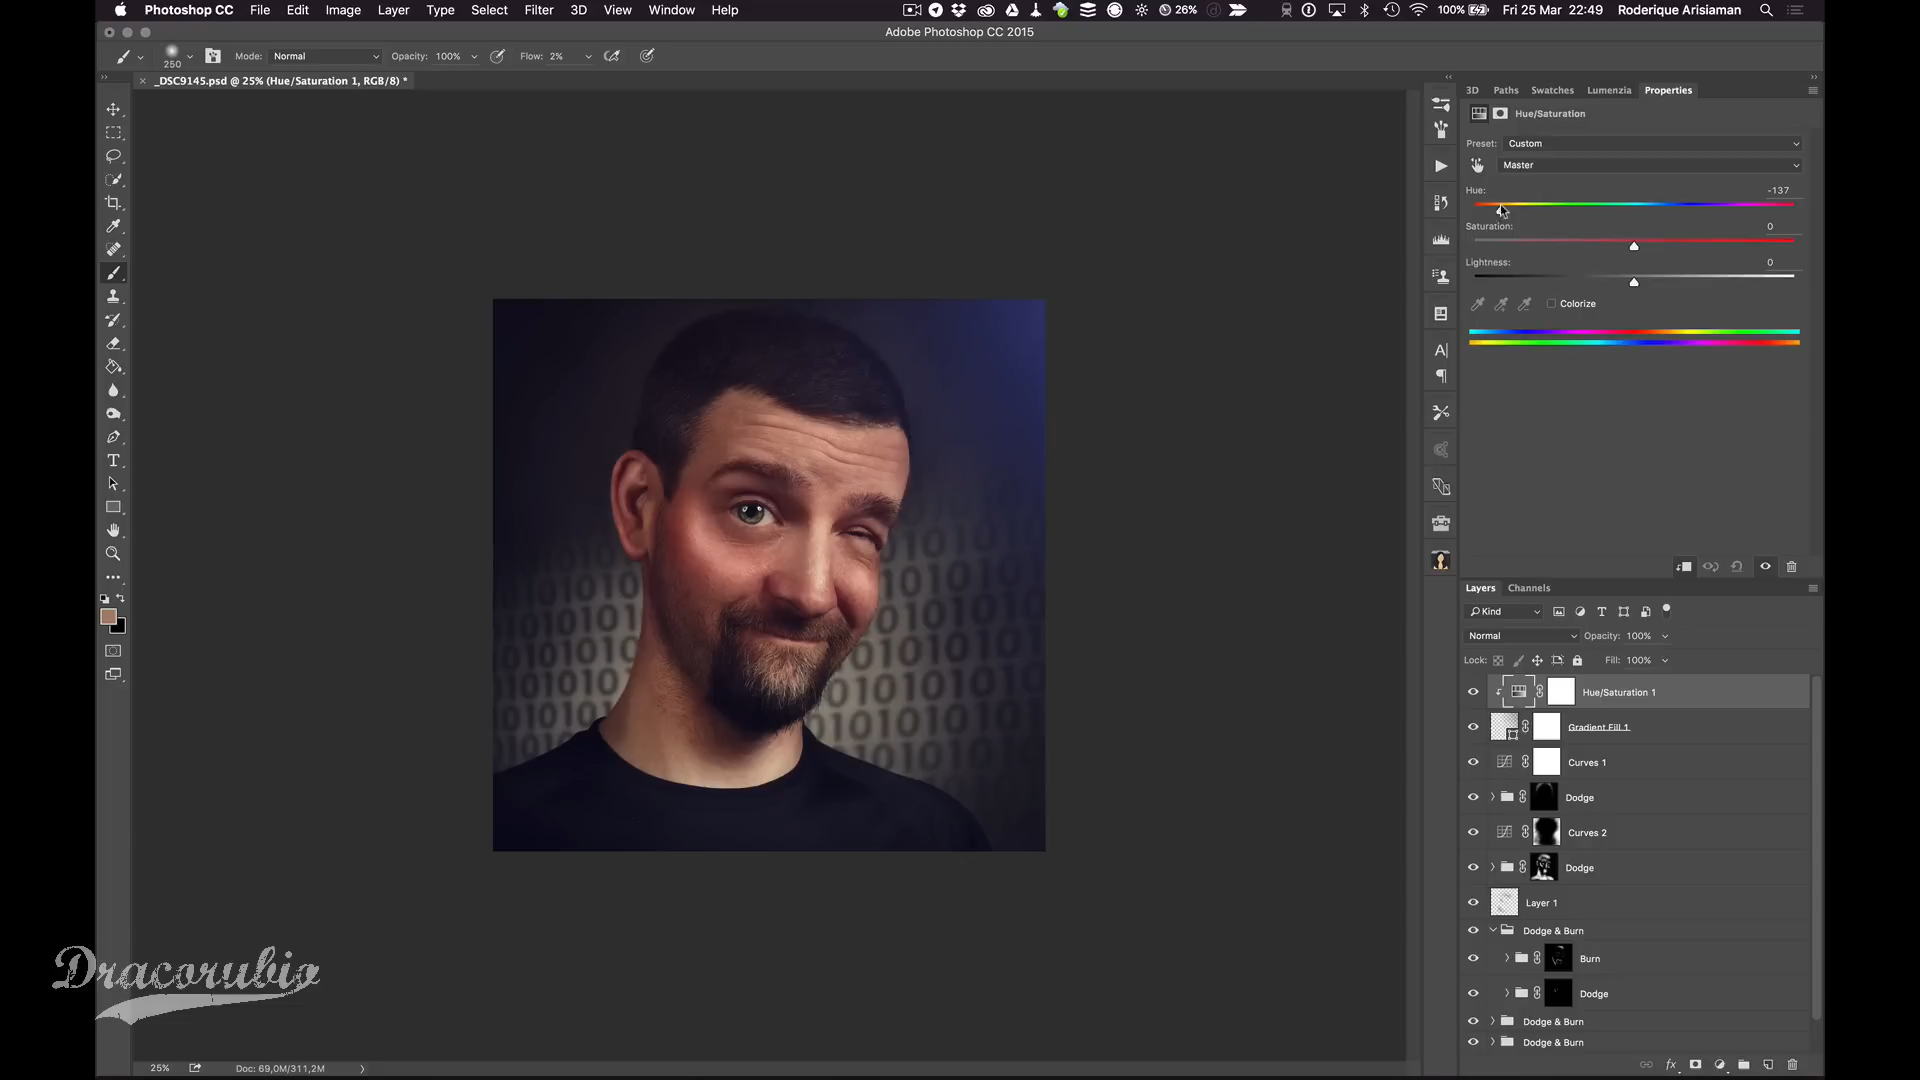 Photoshop CC File Edit Image Layer Type Select Filter 3D View Window Help 26% 100% Fri 25 Mar 22:49 Roderique Arisiaman
Adobe Photoshop CC 2015
250 Mode: Normal Opacity: 100% Flow: 2%
_DSC9145.psd @ 25% (Hue/Saturation 1, RGB/8) *
3D Paths Swatches Lumenzia Properties
Hue/Saturation
Preset: Custom
Master
Hue: -137
Saturation: 0
Lightness: 0
Colorize
Layers Channels
Kind
Normal Opacity: 100%
Lock: Fill: 100%
Hue/Saturation 1
Gradient Fill 1
Curves 1
Dodge
Curves 2
Dodge
Layer 1
Dodge & Burn
Burn
Dodge
Dodge & Burn
Dodge & Burn
Dracorubio
25% Doc: 69,0M/311,2M